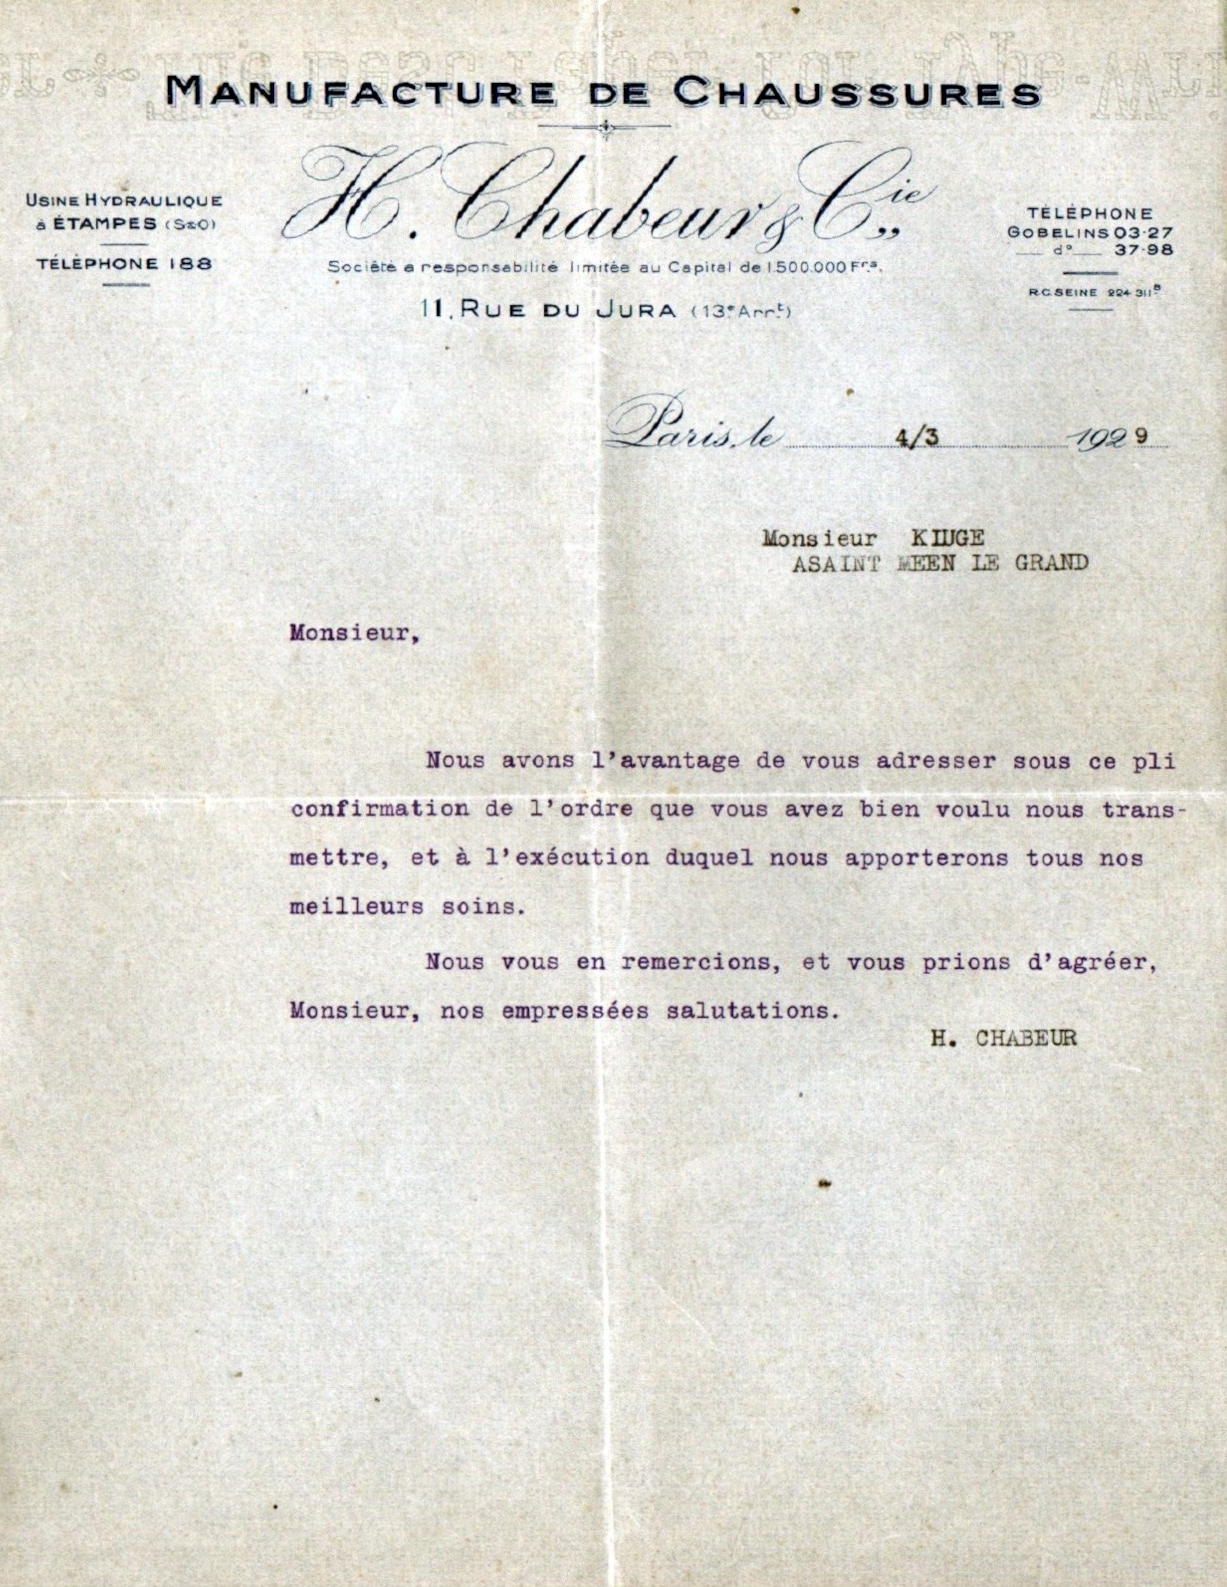 MANUFACTURE DE CHAUSSURES
H. Chabeur & Cie
USINE HYDRAULIQUE
à ÉTAMPES (S&O)
TÉLÉPHONE 188
TÉLÉPHONE
GOBELINS 03-27
do 37-98
R.C. SEINE 224 311 B
Société a responsabilité limitée au Capital de 1.500.000 Frs.
11, RUE DU JURA (13e Arrt)
Paris, le 4/3 1929
Monsieur
ASAINT MEEN LE GRAND
Monsieur,
Nous avons l'avantage de vous adresser sous ce pli
confirmation de l'ordre que vous avez bien voulu nous trans-
mettre, et à l'exécution duquel nous apporterons tous nos
meilleurs soins.
Nous vous en remercions, et vous prions d'agréer,
Monsieur, nos empressées salutations.
H. CHABEUR